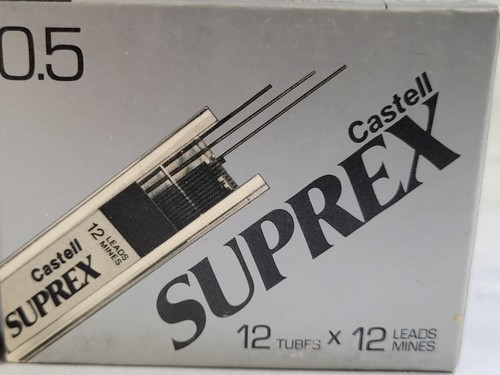 0.5
Castell
SUPREX
12 LEADS
MINES
Castell
SUPREX
12 TUBES x 12 LEADS
MINES